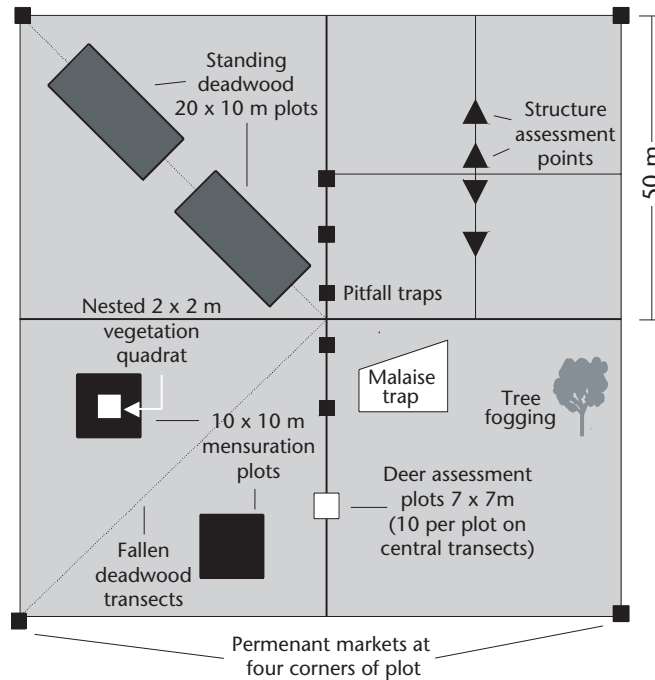 Standing
deadwood
20 x 10 m plots
Structure
assessment
points
50 m
Pitfall traps
Nested 2 x 2 m
vegetation
quadrat
Malaise
trap
Tree
fogging
10 x 10 m
mensuration
plots
Deer assessment
plots 7 x 7m
(10 per plot on
central transects)
Fallen
deadwood
transects
Permenant markets at
four corners of plot